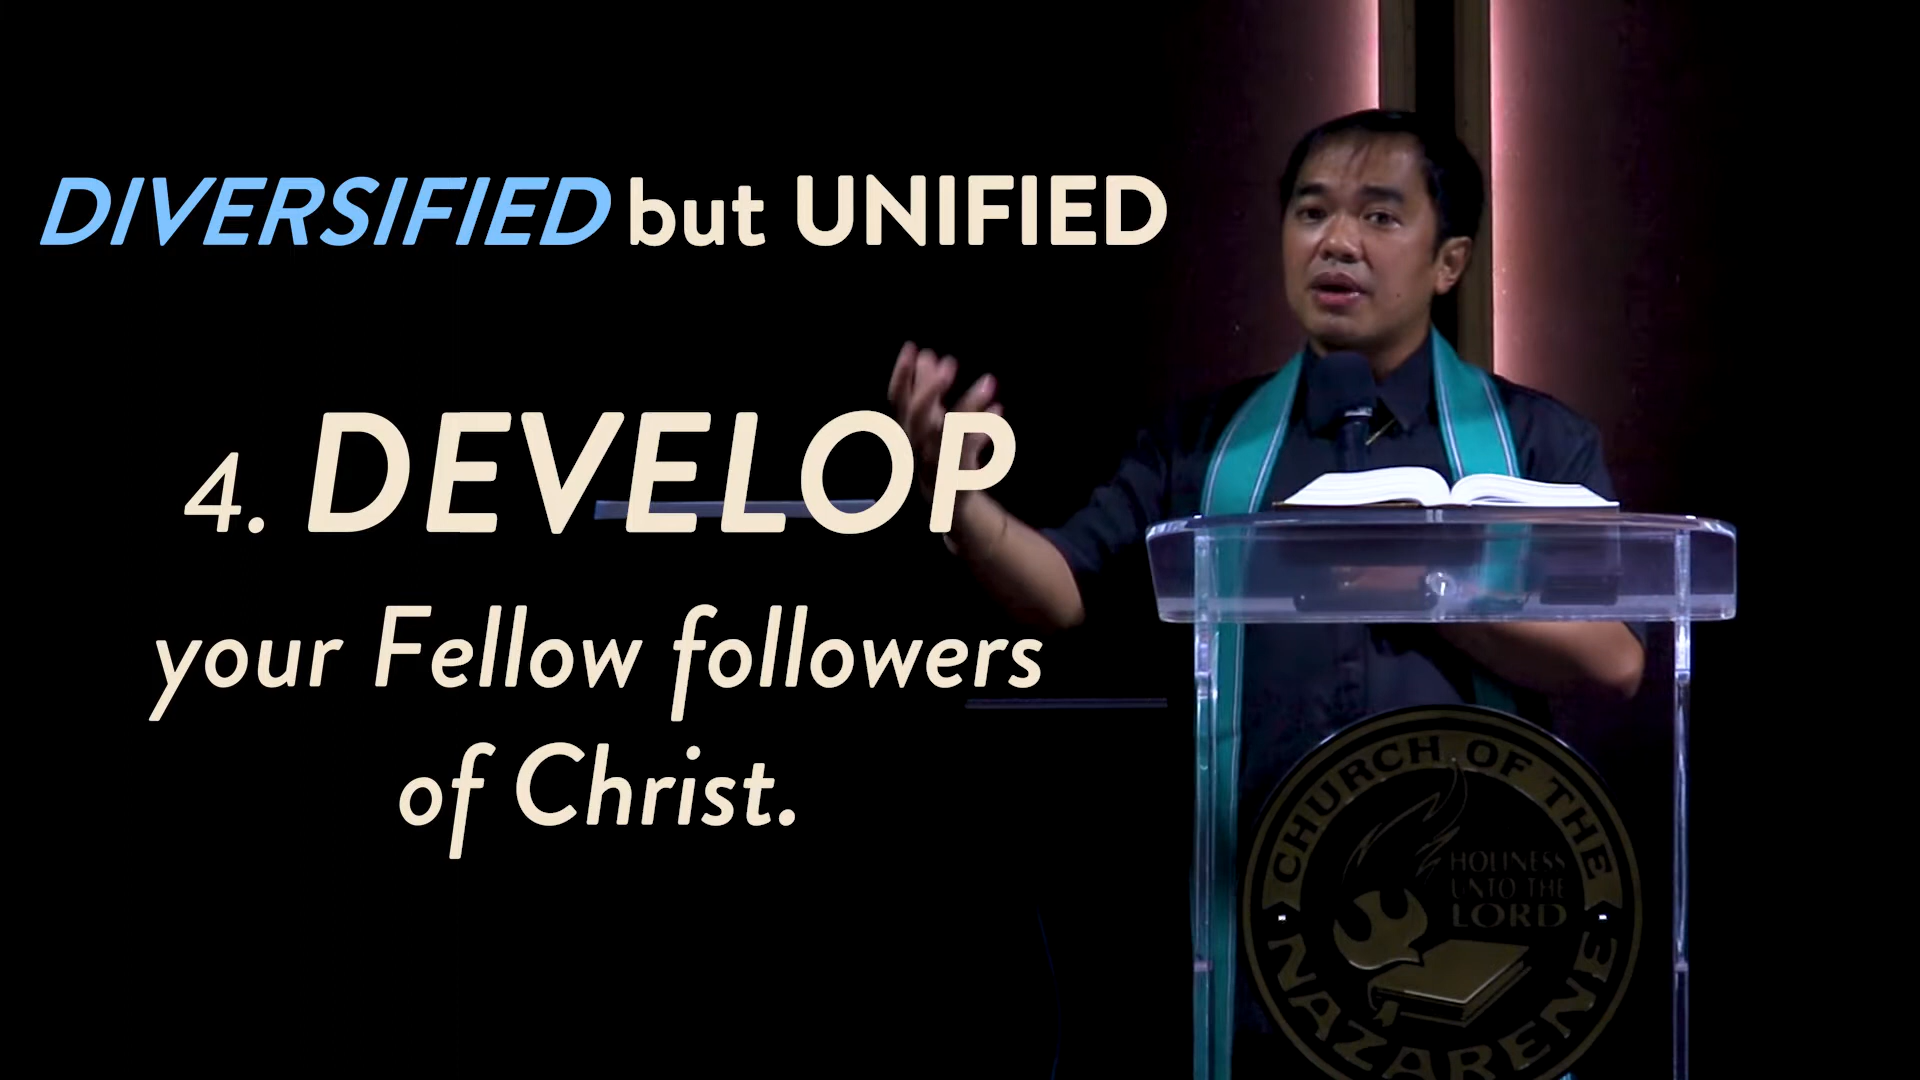 DIVERSIFIED but UNIFIED
4. DEVELOP
your Fellow followers
of Christ.
CHURCH OF THE
HOLINESS
UNTO THE
LORD
NAZARENE